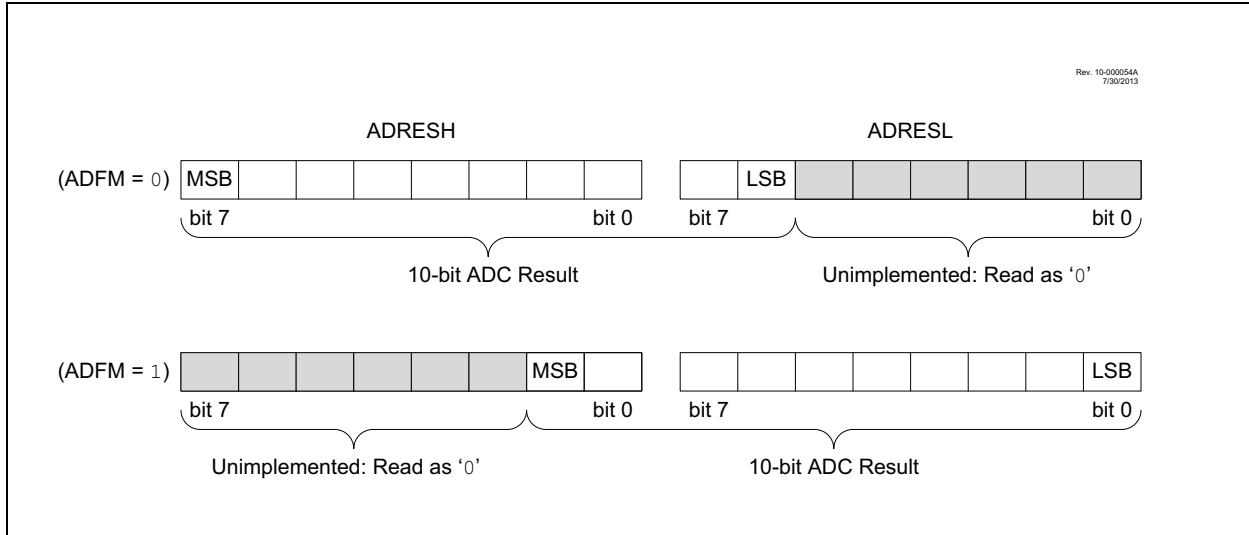 Rev. 10-000054A
7/30/2013
ADRESH ADRESL
(ADFM = 0) MSB LSB
bit 7 bit 0 bit 7 bit 0
10-bit ADC Result Unimplemented: Read as ‘0’
(ADFM = 1) MSB LSB
bit 7 bit 0 bit 7 bit 0
Unimplemented: Read as ‘0’ 10-bit ADC Result